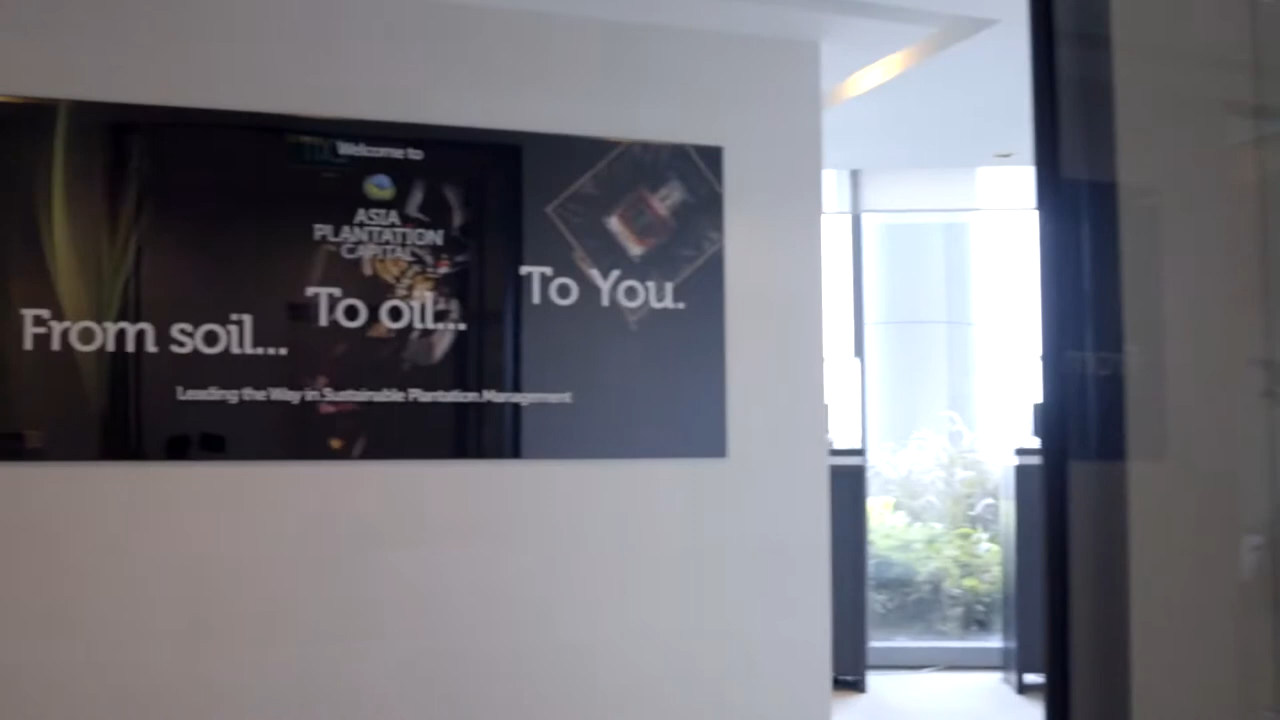 Welcome to
ASIA
PLANTATION
CAPITAL
From soil...
To oil...
To You.
Leading the Way in Sustainable Plantation Management